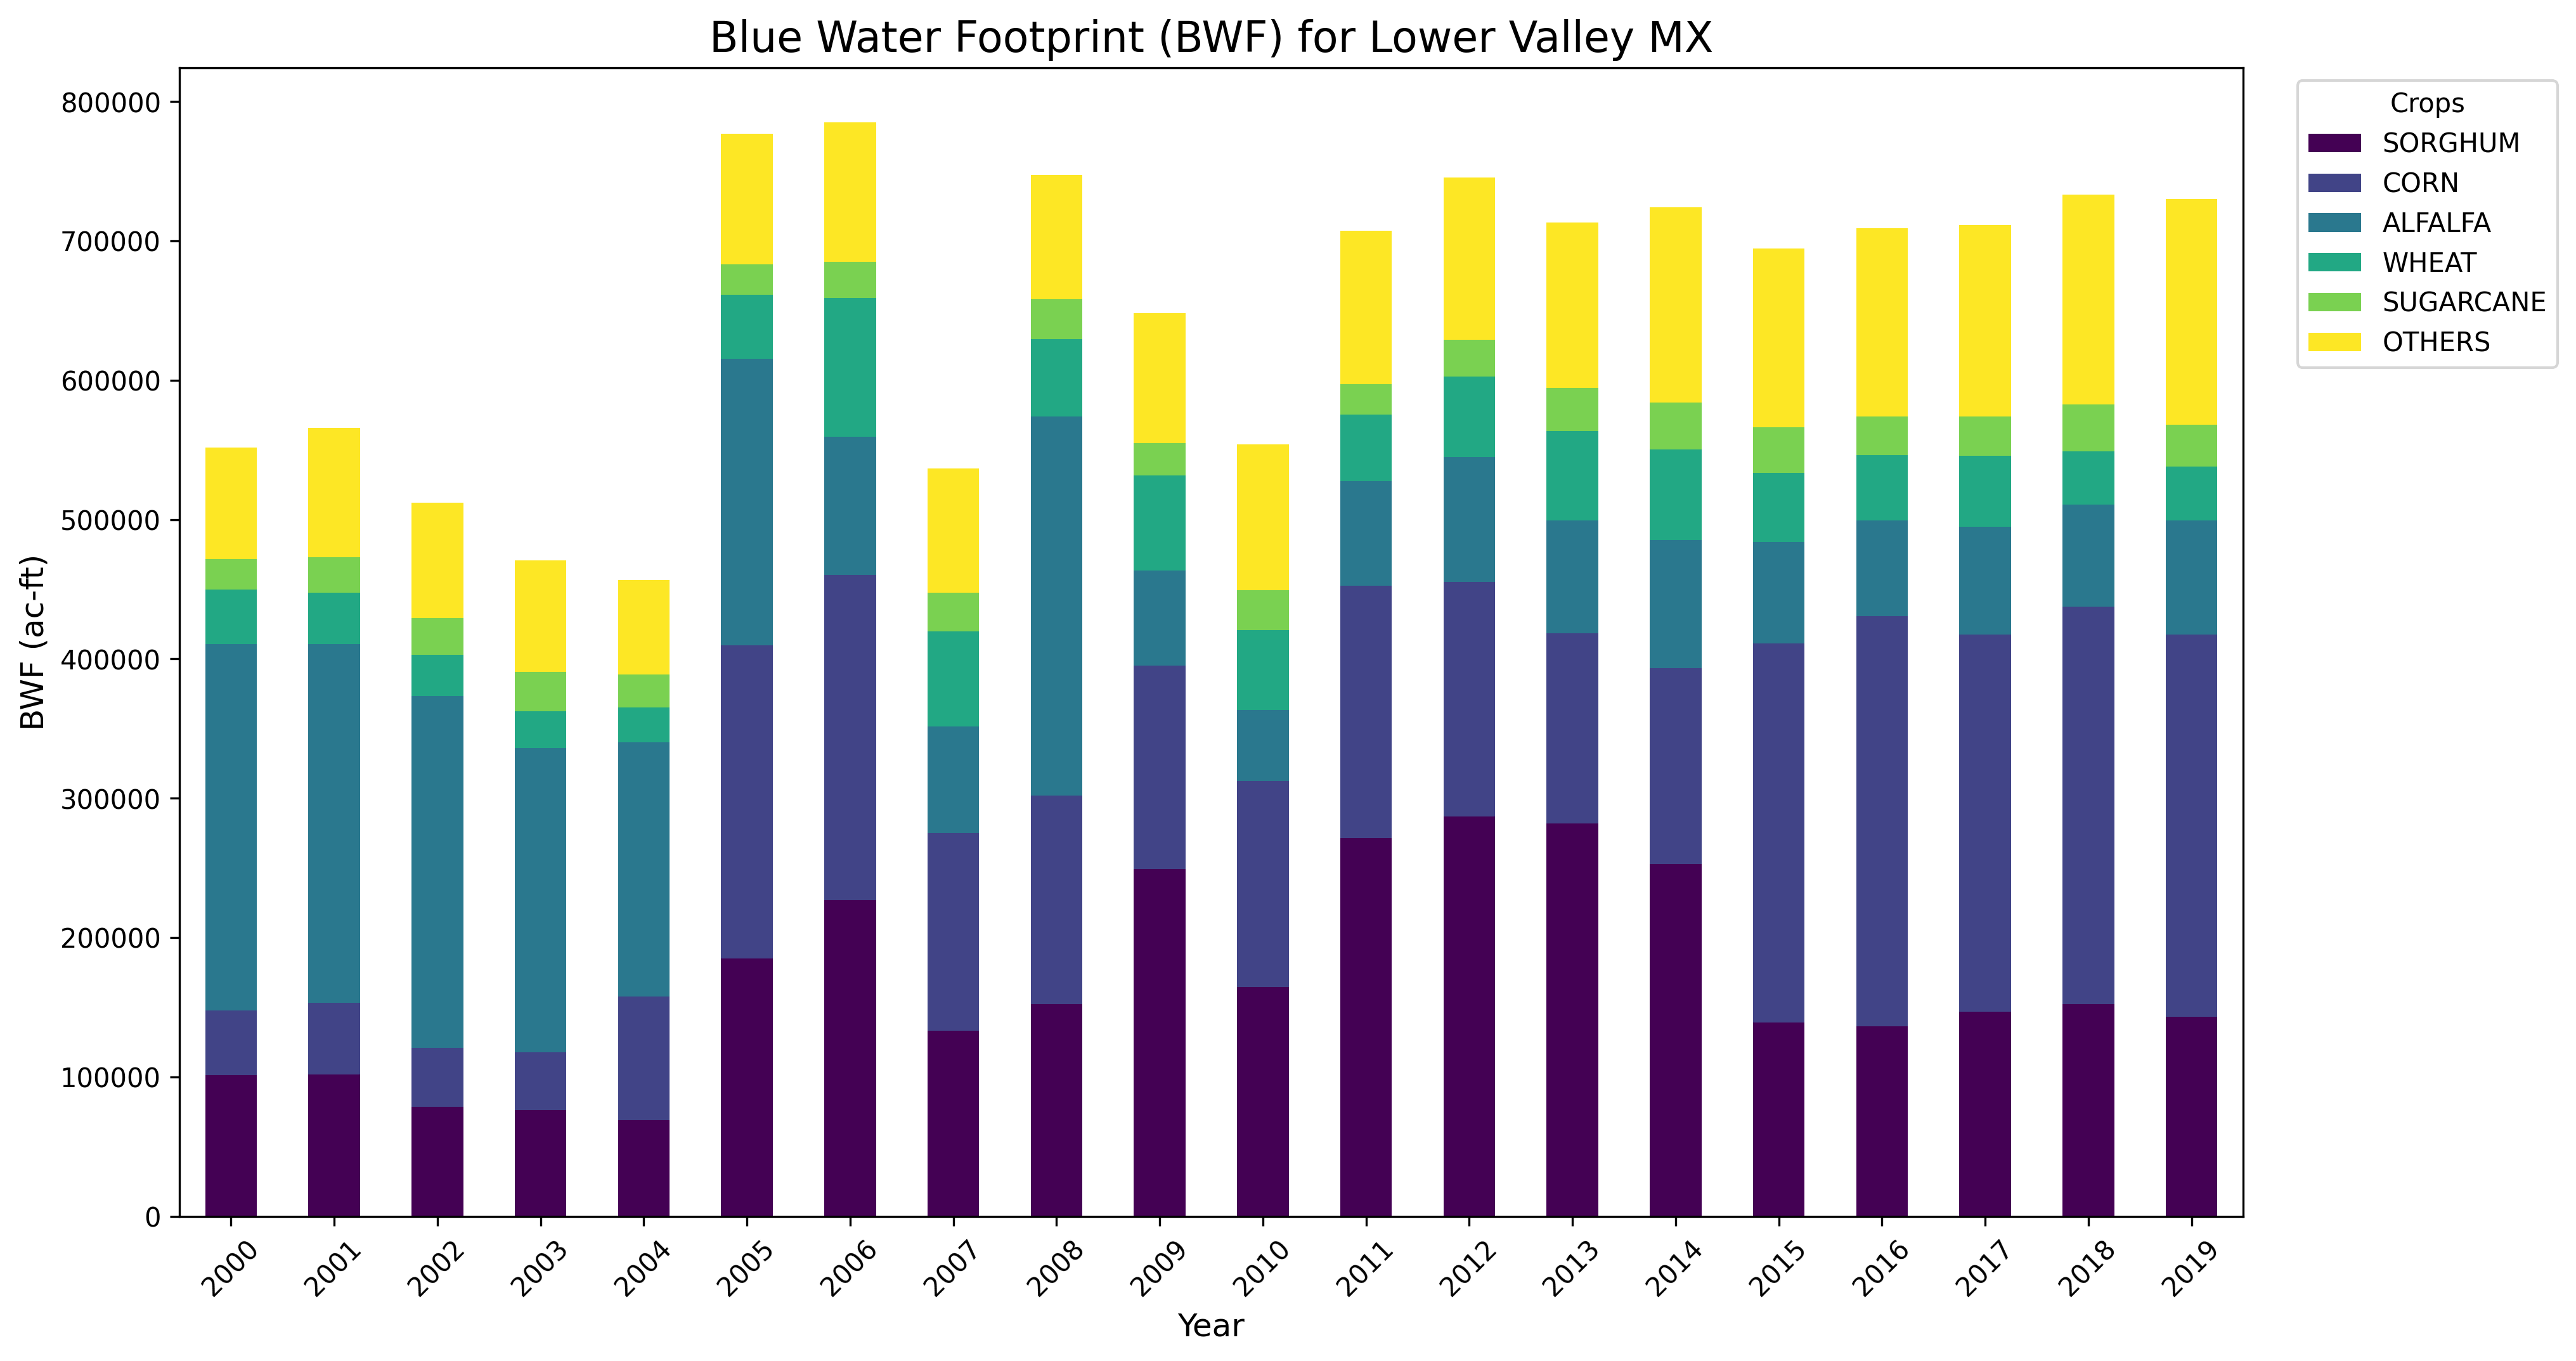 Blue Water Footprint (BWF) for Lower Valley MX
BWF (ac-ft)
800000
700000
600000
500000
400000
300000
200000
100000
0
2000
2001
2002
2003
2004
2005
2006
2007
2008
2009
2010
2011
2012
2013
2014
2015
2016
2017
2018
2019
Year
Crops
SORGHUM
CORN
ALFALFA
WHEAT
SUGARCANE
OTHERS